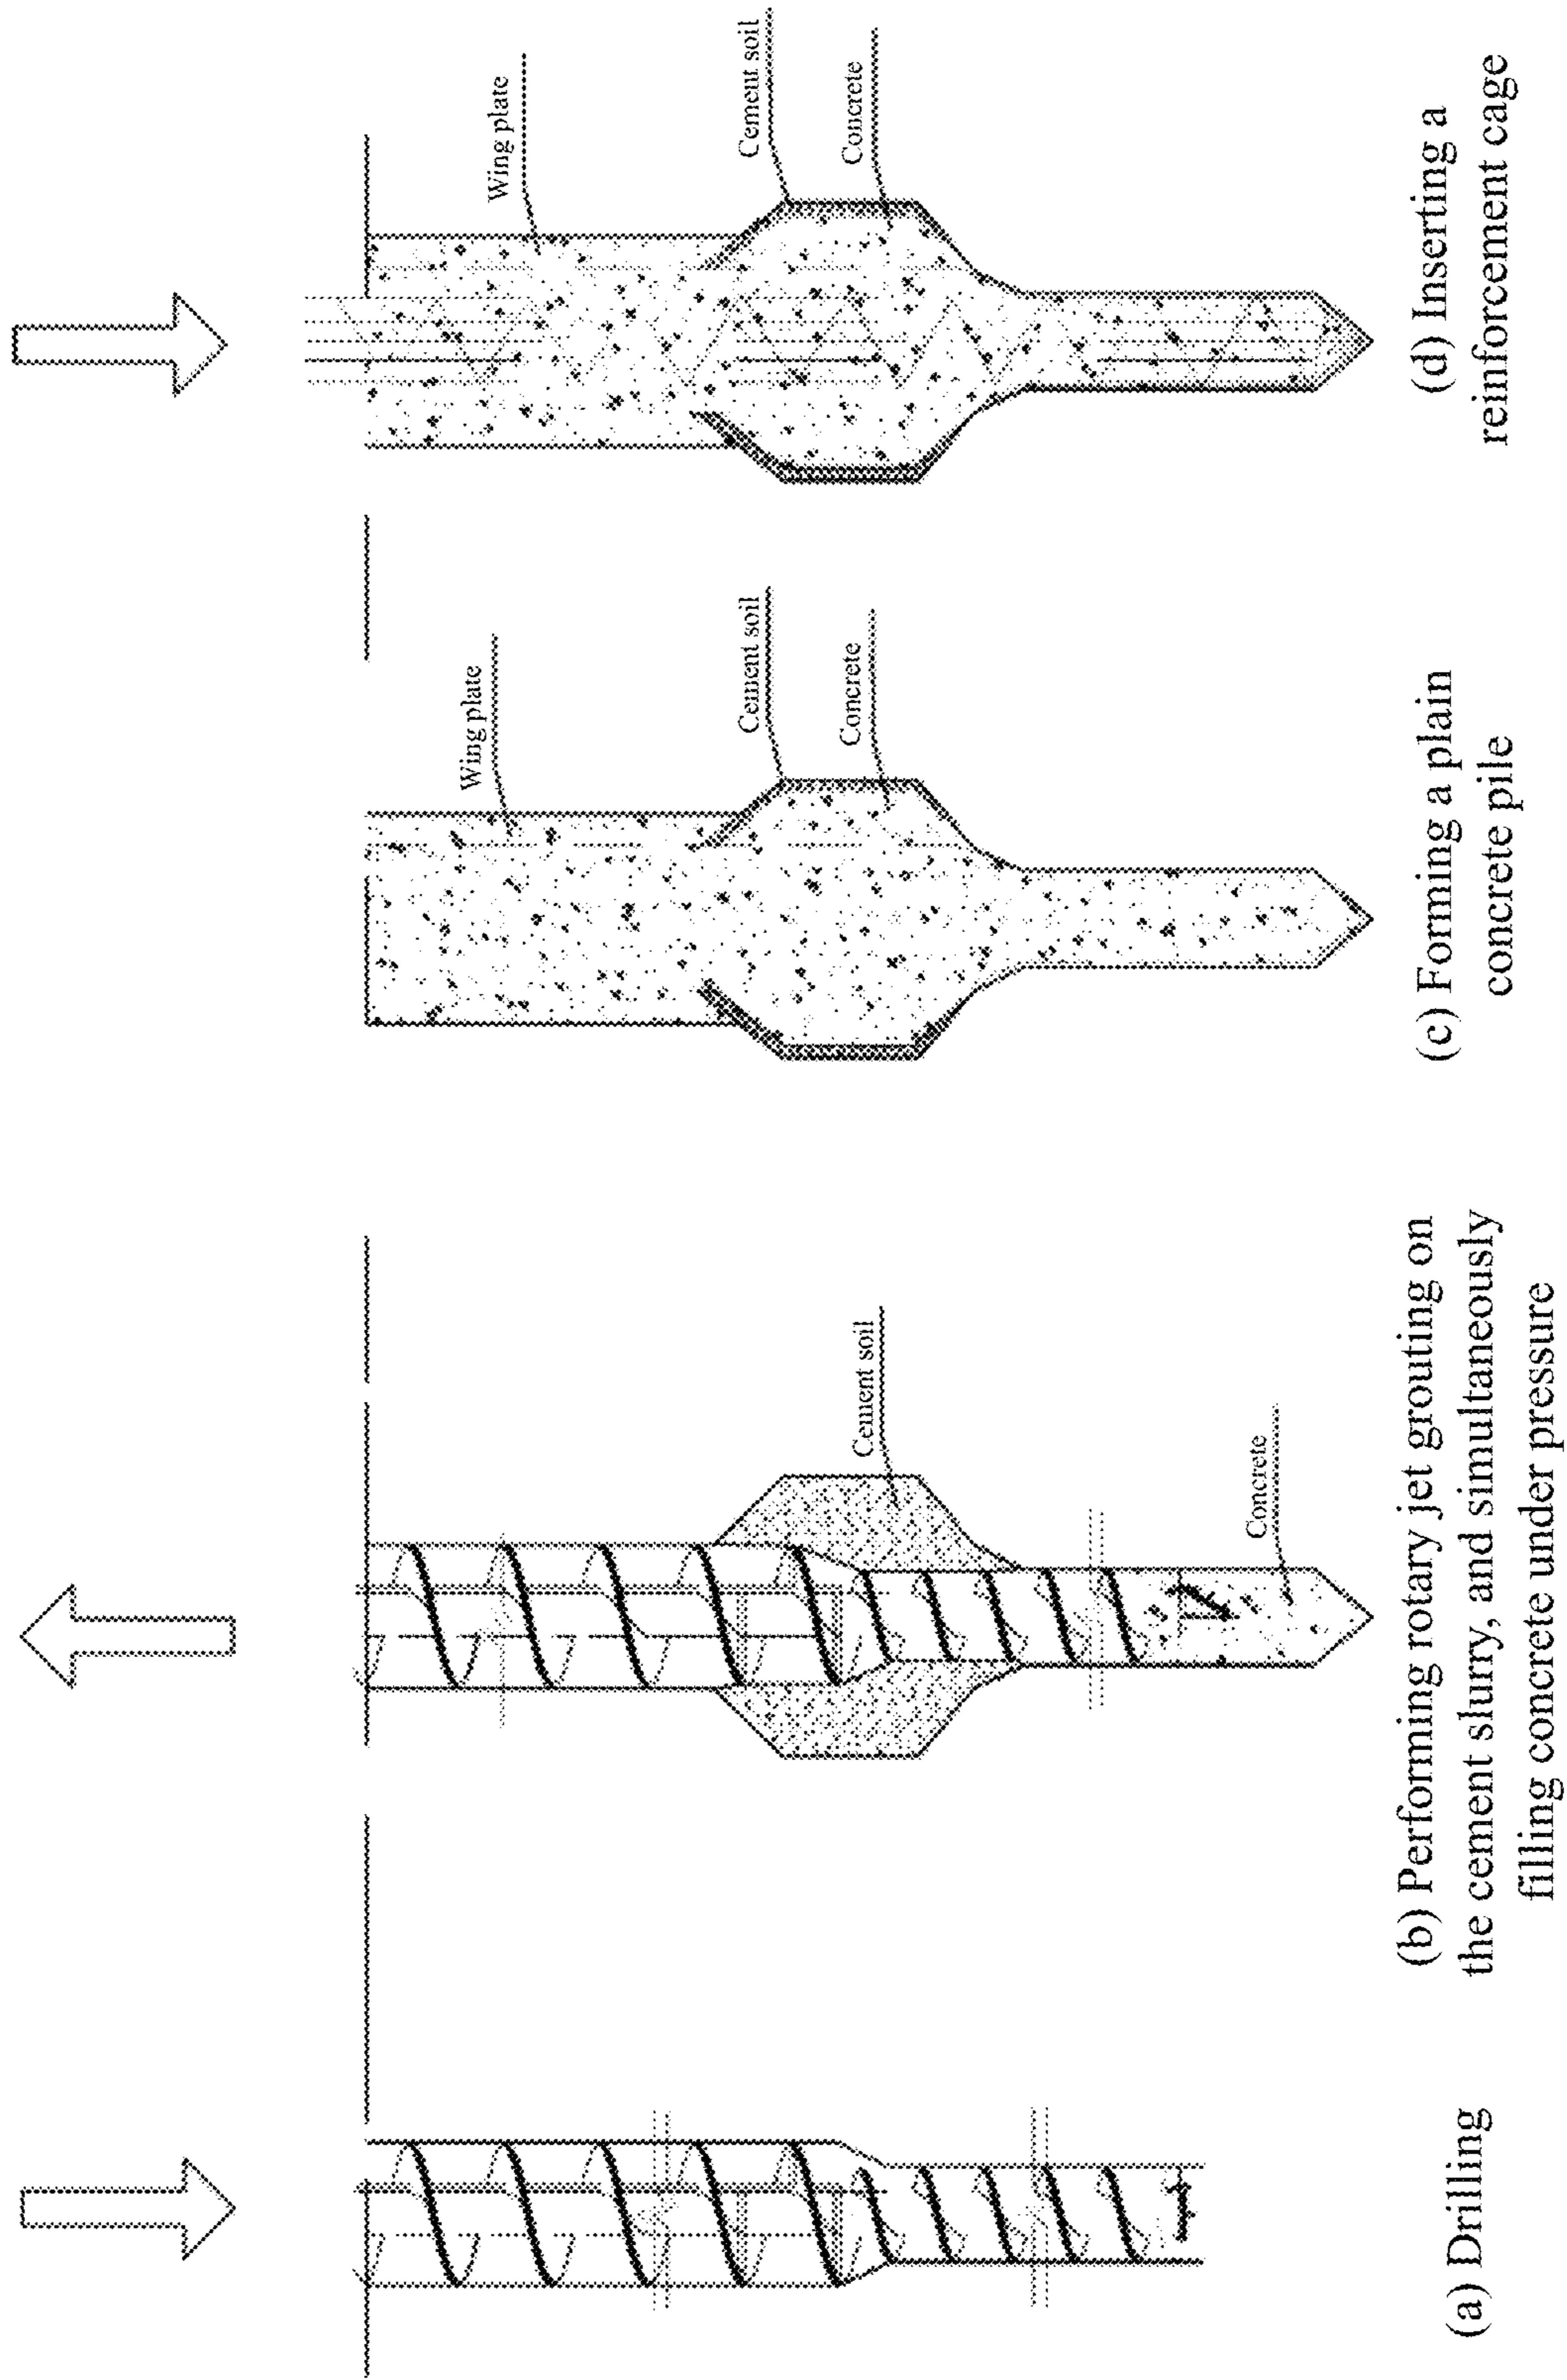 (a) Drilling
Cement soil
Concrete
(b) Performing rotary jet grouting on
the cement slurry, and simultaneously
filling concrete under pressure
Wing plate
Cement soil
Concrete
(c) Forming a plain
concrete pile
Wing plate
Cement soil
Concrete
(d) Inserting a
reinforcement cage